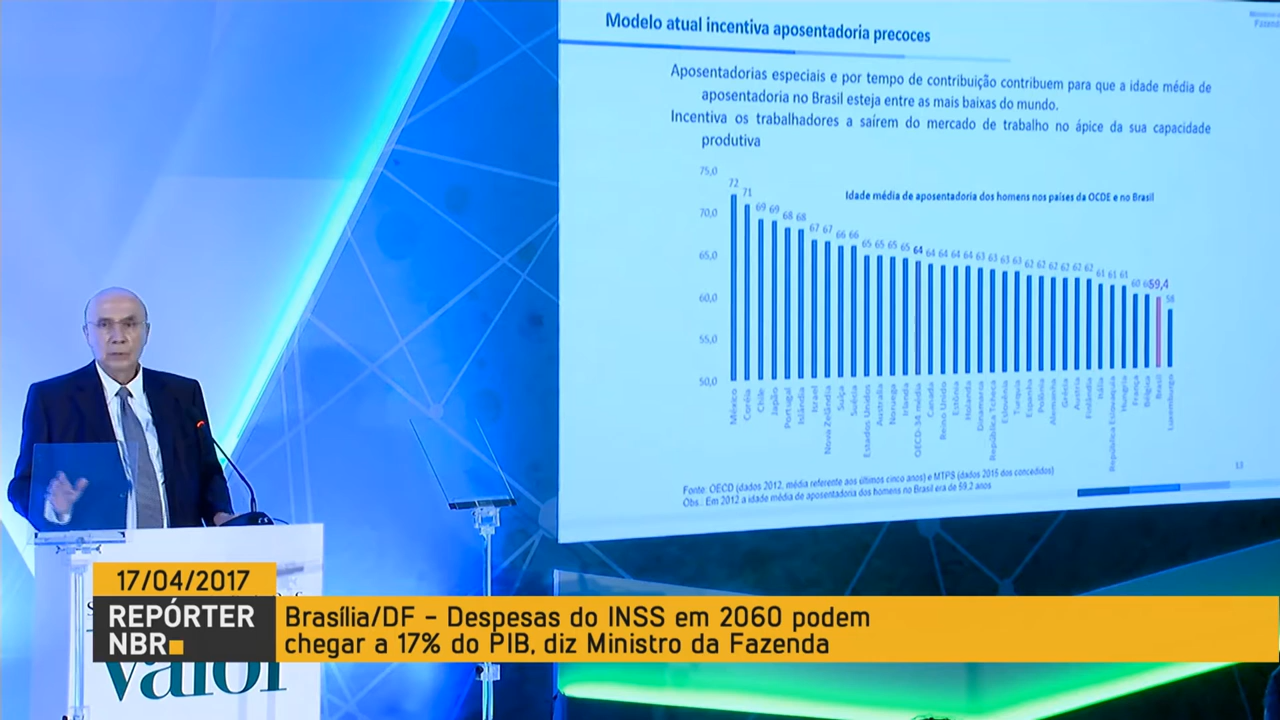 Modelo atual incentiva aposentadoria precoces
Aposentadorias especiais e por tempo de contribuição contribuem para que a idade média de
aposentadoria no Brasil esteja entre as mais baixas do mundo.
Incentiva os trabalhadores a saírem do mercado de trabalho no ápice da sua capacidade
produtiva
Idade média de aposentadoria dos homens nos países da OCDE e no Brasil
75,0
70,0
65,0
60,0
55,0
50,0
72 71 69 69 68 68 67 67 66 66 65 65 65 65 64 64 64 64 64 63 63 63 63 62 62 62 62 62 62 61 61 61 60 59,4 58
México
Coréia
Chile
Japão
Portugal
Islândia
Israel
Nova Zelândia
Suíça
Suécia
Estados Unidos
Austrália
Noruega
Irlanda
OECD-34 média
Canada
Reino Unido
Estônia
Holanda
Dinamarca
República Tcheca
Eslovênia
Turquia
Espanha
Polônia
Alemanha
Grécia
Austria
Finlândia
Itália
República Eslovaquia
Hungria
França
Bélgica
Brasil
Luxemburgo
Fonte: OECD (dados 2012, média referente aos últimos cinco anos) e MTPS (dados 2015 dos concedidos)
Obs.: Em 2012 a idade média de aposentadoria dos homens no Brasil era de 59,2 anos
13
17/04/2017
REPÓRTER
NBR
Brasília/DF – Despesas do INSS em 2060 podem
chegar a 17% do PIB, diz Ministro da Fazenda
valor